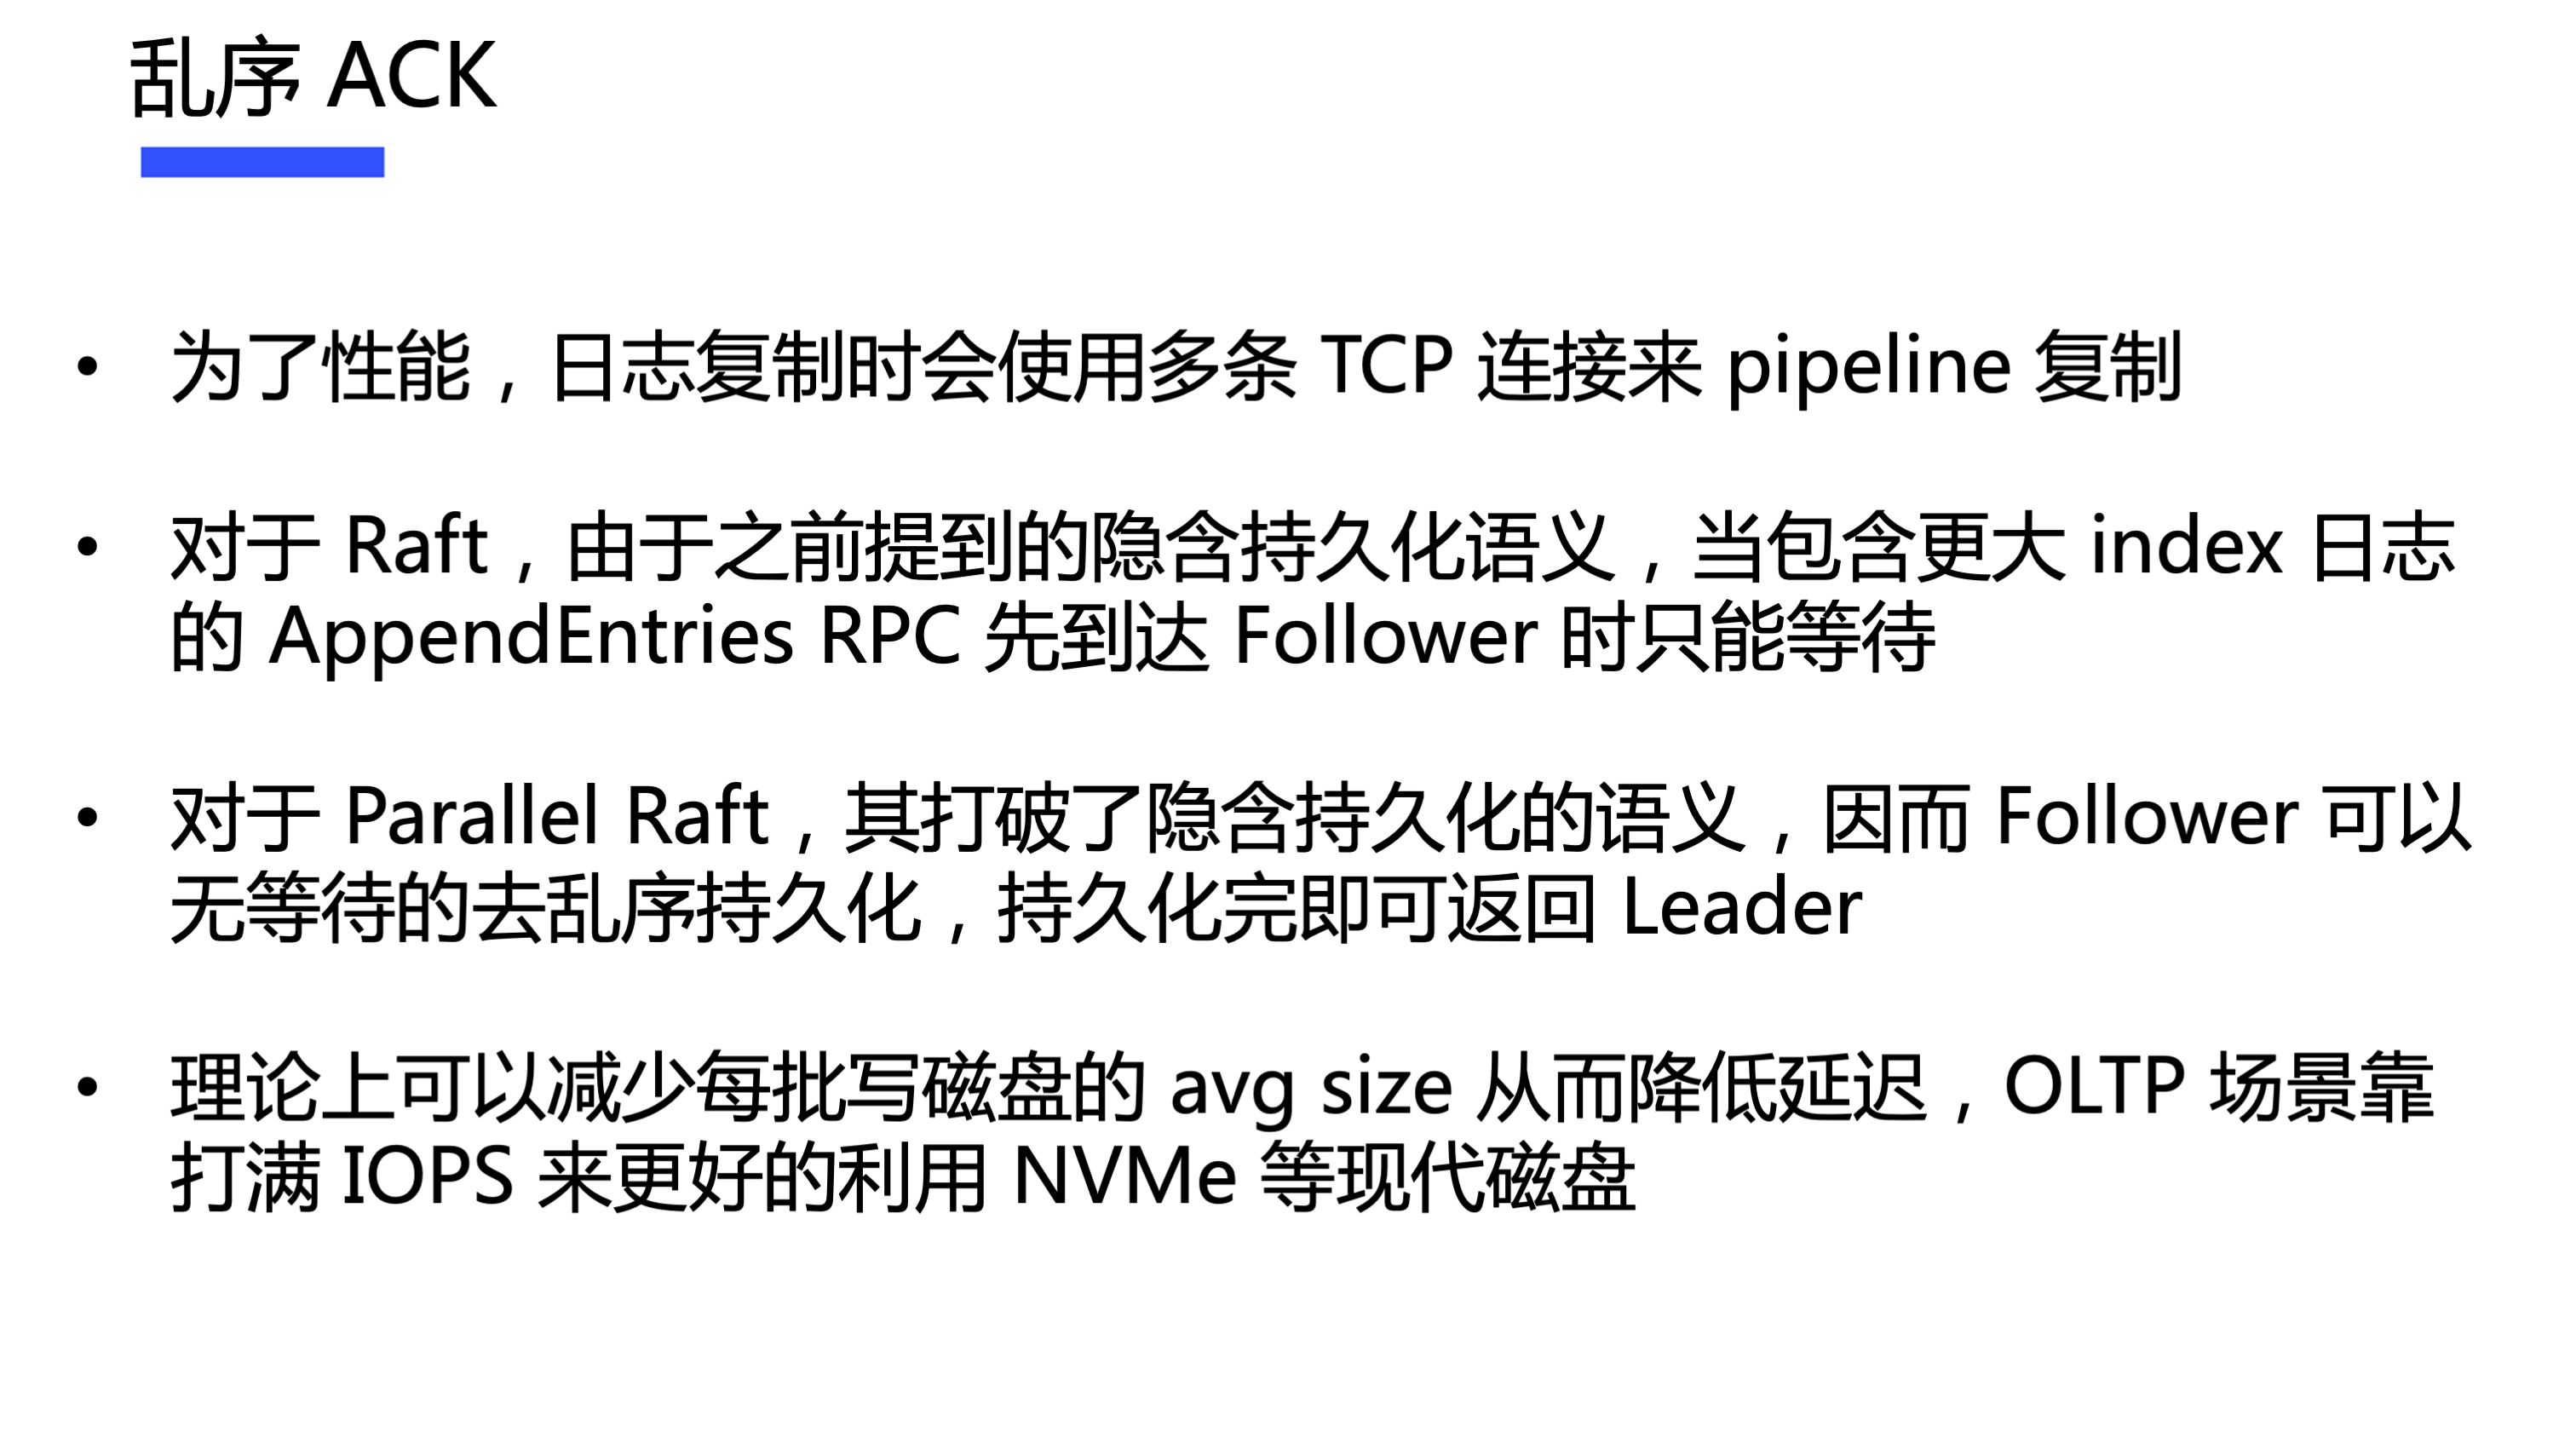 乱序 ACK
• 为了性能，日志复制时会使用多条 TCP 连接来 pipeline 复制
• 对于 Raft，由于之前提到的隐含持久化语义，当包含更大 index 日志
的 AppendEntries RPC 先到达 Follower 时只能等待
• 对于 Parallel Raft，其打破了隐含持久化的语义，因而 Follower 可以
无等待的去乱序持久化，持久化完即可返回 Leader
• 理论上可以减少每批写磁盘的 avg size 从而降低延迟，OLTP 场景靠
打满 IOPS 来更好的利用 NVMe 等现代磁盘